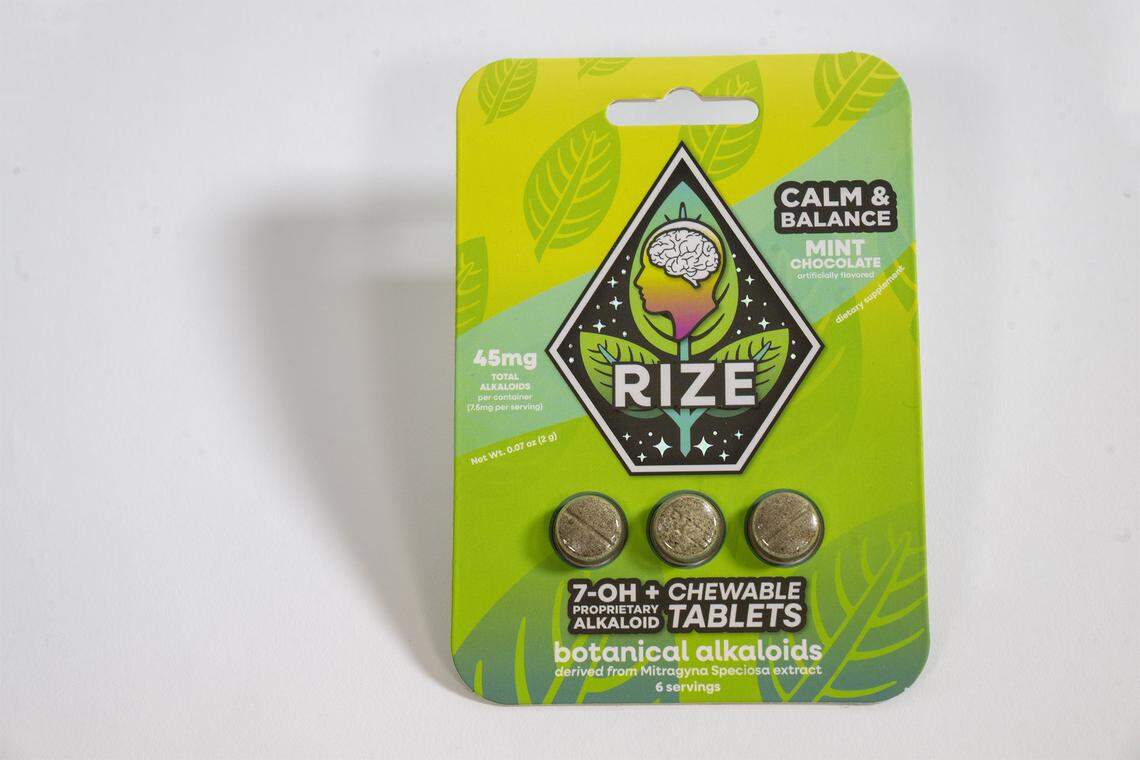 CALM &
BALANCE
MINT
CHOCOLATE
artificially flavored
dietary supplement
45mg
TOTAL
ALKALOIDS
per container
(7.5mg per serving)
Net Wt. 0.07 oz (2 g)
RIZE
7-OH +
PROPRIETARY
ALKALOID
CHEWABLE
TABLETS
botanical alkaloids
derived from Mitragyna Speciosa extract
6 servings